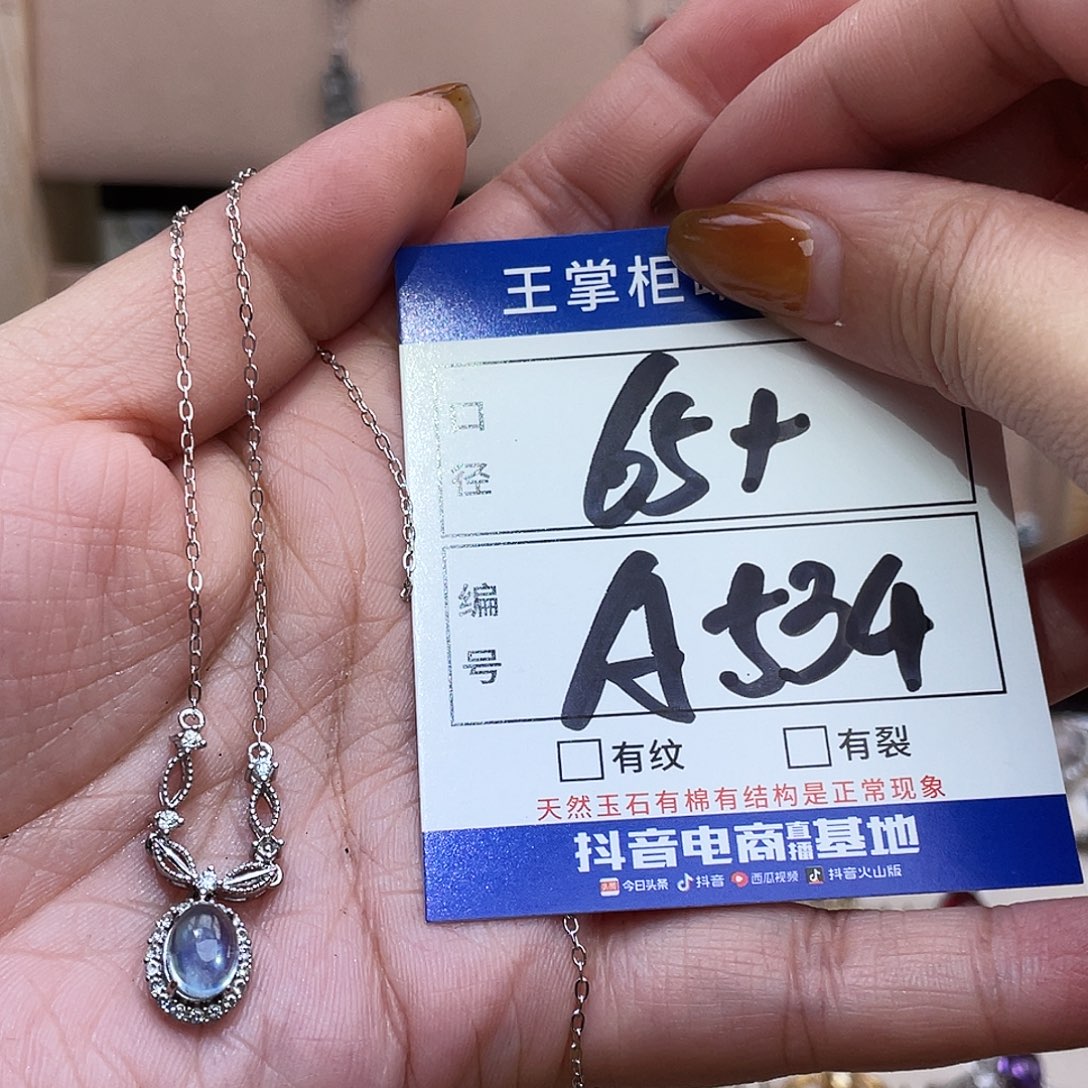 王掌柜
口径
65+
编号
A534
有纹 有裂
天然玉石有棉有结构是正常现象
抖音电商直播基地
头条 今日头条 抖音 西瓜视频 抖音火山版